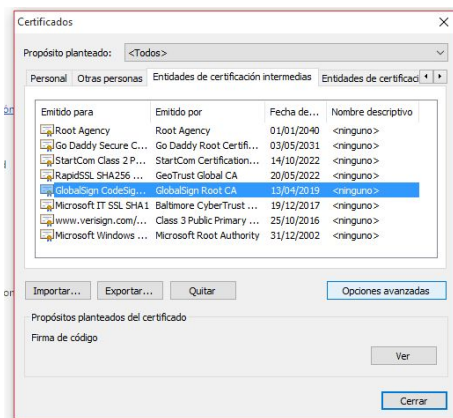 Certificados
Propósito planteado: <Todos>
Personal Otras personas Entidades de certificación intermedias Entidades de certificaci
Emitido para Emitido por Fecha de... Nombre descriptivo
Root Agency Root Agency 01/01/2040 <ninguno>
Go Daddy Secure C... Go Daddy Root Certifi... 03/05/2031 <ninguno>
StartCom Class 2 P... StartCom Certification... 14/10/2022 <ninguno>
RapidSSL SHA256 ... GeoTrust Global CA 20/05/2022 <ninguno>
GlobalSign CodeSig... GlobalSign Root CA 13/04/2019 <ninguno>
Microsoft IT SSL SHA1 Baltimore CyberTrust ... 19/12/2017 <ninguno>
www.verisign.com/... Class 3 Public Primary ... 25/10/2016 <ninguno>
Microsoft Windows ... Microsoft Root Authority 31/12/2002 <ninguno>
Importar... Exportar... Quitar Opciones avanzadas
Propósitos planteados del certificado
Firma de código
Ver
Cerrar